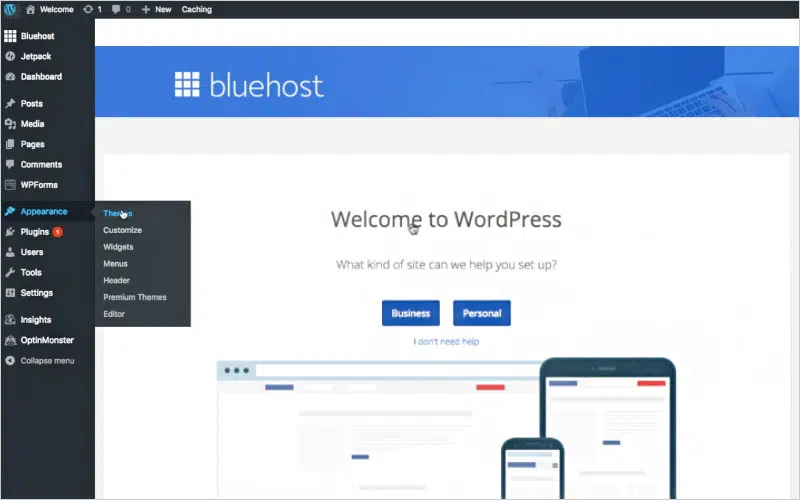 Welcome 1 0 New Caching
Bluehost
Jetpack
Dashboard
Posts
Media
Pages
Comments
WPForms
Appearance
Plugins 1
Users
Tools
Settings
Insights
OptinMonster
Collapse menu
Themes
Customize
Widgets
Menus
Header
Premium Themes
Editor
bluehost
Welcome to WordPress
What kind of site can we help you set up?
Business Personal
I don't need help